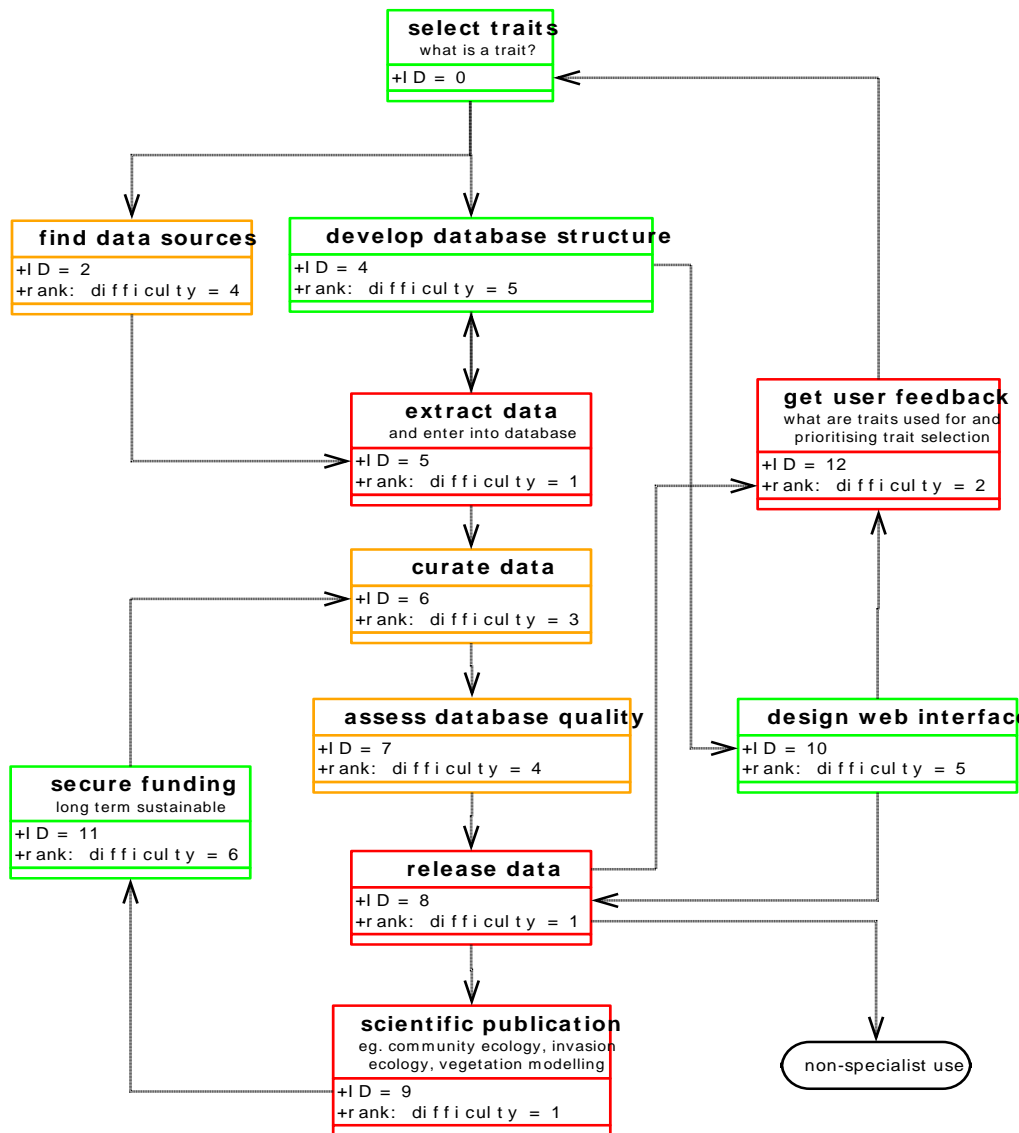 select traits
what is a trait?
+ID = 0
find data sources
+ID = 2
+rank: difficulty = 4
develop database structure
+ID = 4
+rank: difficulty = 5
extract data
and enter into database
+ID = 5
+rank: difficulty = 1
get user feedback
what are traits used for and
prioritising trait selection
+ID = 12
+rank: difficulty = 2
curate data
+ID = 6
+rank: difficulty = 3
assess database quality
+ID = 7
+rank: difficulty = 4
design web interface
+ID = 10
+rank: difficulty = 5
secure funding
long term sustainable
+ID = 11
+rank: difficulty = 6
release data
+ID = 8
+rank: difficulty = 1
scientific publication
eg. community ecology, invasion
ecology, vegetation modelling
+ID = 9
+rank: difficulty = 1
non-specialist use